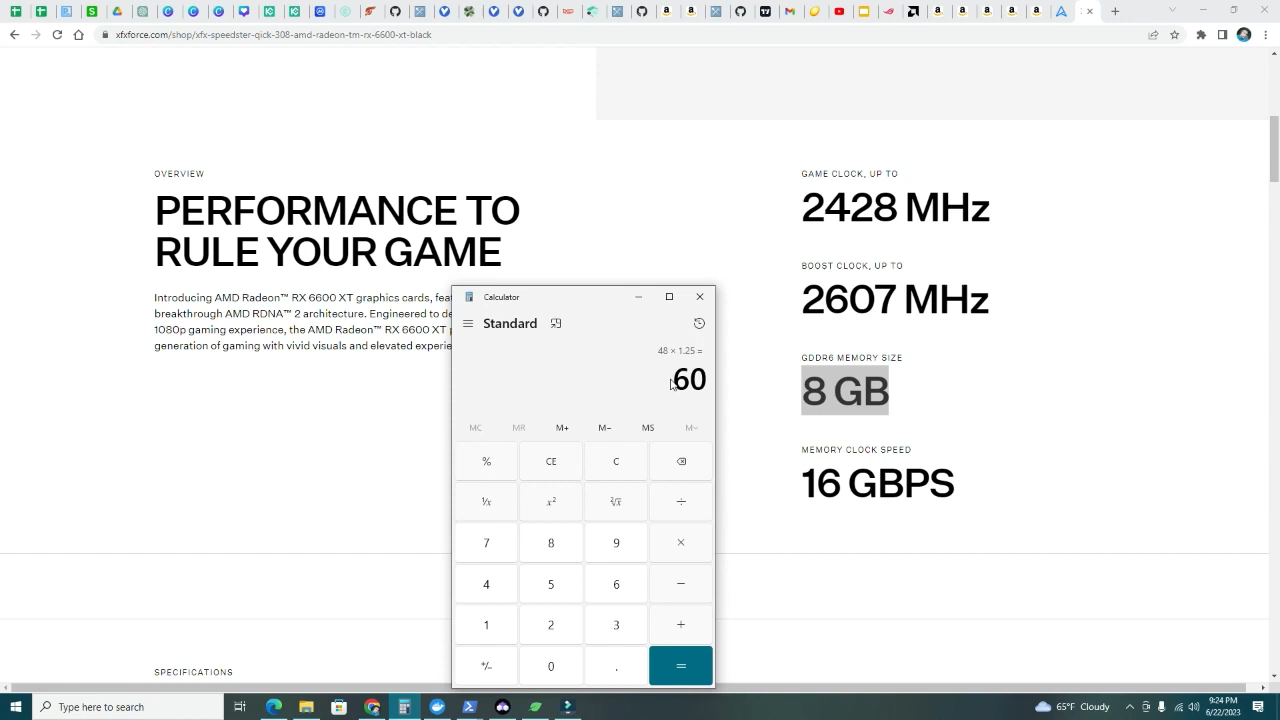 xfxforce.com/shop/xfx-speedster-qick-308-amd-radeon-tm-rx-6600-xt-black
OVERVIEW
PERFORMANCE TO
RULE YOUR GAME
Introducing AMD Radeon™ RX 6600 XT graphics cards, fea
breakthrough AMD RDNA™ 2 architecture. Engineered to de
1080p gaming experience, the AMD Radeon™ RX 6600 XT
generation of gaming with vivid visuals and elevated experie
GAME CLOCK, UP TO
2428 MHz
BOOST CLOCK, UP TO
2607 MHz
GDDR6 MEMORY SIZE
8 GB
MEMORY CLOCK SPEED
16 GBPS
Calculator
Standard
48 × 1.25 =
60
MC MR M+ M− MS M˅
% CE C
¹/x x² ²√x ÷
7 8 9 ×
4 5 6 −
1 2 3 +
+/− 0 . =
SPECIFICATIONS
Type here to search
65°F Cloudy
9:24 PM
6/22/2023